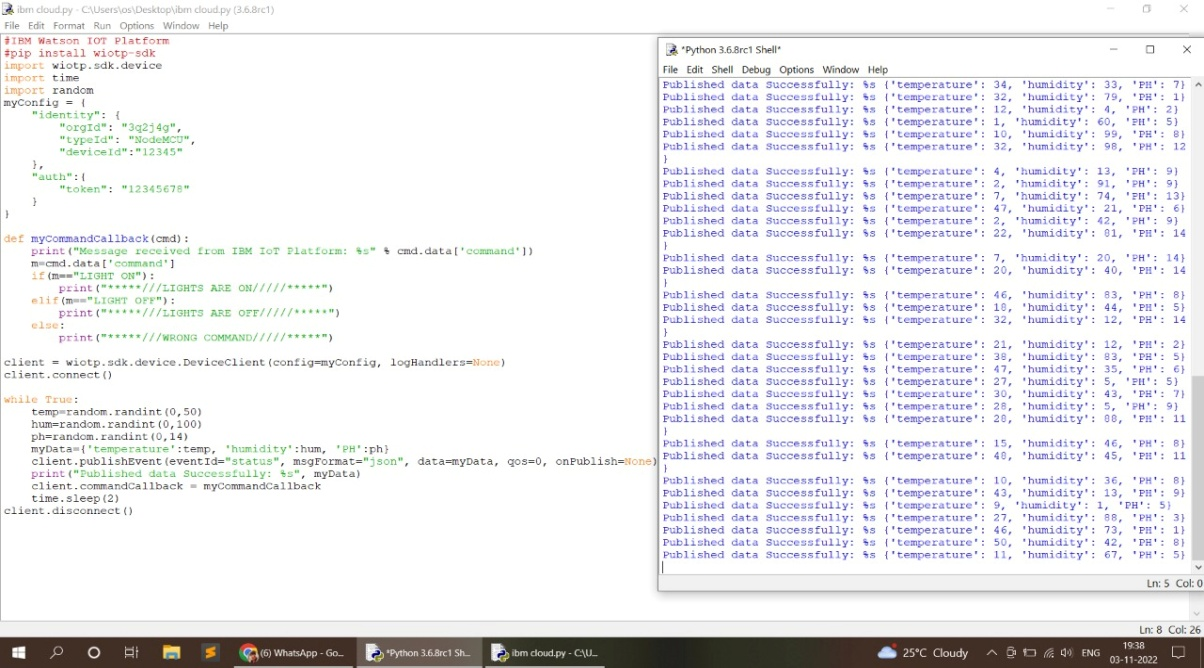 ibm cloud.py - C:\Users\os\Desktop\ibm cloud.py (3.6.8rc1)
File Edit Format Run Options Window Help
#IBM Watson IOT Platform
#pip install wiotp-sdk
import wiotp.sdk.device
import time
import random
myConfig = {
    "identity": {
        "orgId": "3q2j4g",
        "typeId": "NodeMCU",
        "deviceId":"12345"
    },
    "auth":{
        "token": "12345678"
    }
}
def myCommandCallback(cmd):
    print("Message received from IBM IoT Platform: %s" % cmd.data['command'])
    m=cmd.data['command']
    if(m=="LIGHT ON"):
        print("*****///LIGHTS ARE ON/////*****")
    elif(m=="LIGHT OFF"):
        print("*****///LIGHTS ARE OFF/////*****")
    else:
        print("*****///WRONG COMMAND/////*****")
client = wiotp.sdk.device.DeviceClient(config=myConfig, logHandlers=None)
client.connect()
while True:
    temp=random.randint(0,50)
    hum=random.randint(0,100)
    ph=random.randint(0,14)
    myData={'temperature':temp, 'humidity':hum, 'PH':ph}
    client.publishEvent(eventId="status", msgFormat="json", data=myData, qos=0, onPublish=None)
    print("Published data Successfully: %s", myData)
    client.commandCallback = myCommandCallback
    time.sleep(2)
client.disconnect()
*Python 3.6.8rc1 Shell*
File Edit Shell Debug Options Window Help
Published data Successfully: %s {'temperature': 34, 'humidity': 33, 'PH': 7}
Published data Successfully: %s {'temperature': 32, 'humidity': 79, 'PH': 1}
Published data Successfully: %s {'temperature': 12, 'humidity': 4, 'PH': 2}
Published data Successfully: %s {'temperature': 1, 'humidity': 60, 'PH': 5}
Published data Successfully: %s {'temperature': 10, 'humidity': 99, 'PH': 8}
Published data Successfully: %s {'temperature': 32, 'humidity': 98, 'PH': 12
}
Published data Successfully: %s {'temperature': 4, 'humidity': 13, 'PH': 9}
Published data Successfully: %s {'temperature': 2, 'humidity': 91, 'PH': 9}
Published data Successfully: %s {'temperature': 7, 'humidity': 74, 'PH': 13}
Published data Successfully: %s {'temperature': 47, 'humidity': 21, 'PH': 6}
Published data Successfully: %s {'temperature': 2, 'humidity': 42, 'PH': 9}
Published data Successfully: %s {'temperature': 22, 'humidity': 81, 'PH': 14
}
Published data Successfully: %s {'temperature': 7, 'humidity': 20, 'PH': 14}
Published data Successfully: %s {'temperature': 20, 'humidity': 40, 'PH': 14
}
Published data Successfully: %s {'temperature': 46, 'humidity': 83, 'PH': 8}
Published data Successfully: %s {'temperature': 18, 'humidity': 44, 'PH': 5}
Published data Successfully: %s {'temperature': 32, 'humidity': 12, 'PH': 14
}
Published data Successfully: %s {'temperature': 21, 'humidity': 12, 'PH': 2}
Published data Successfully: %s {'temperature': 38, 'humidity': 83, 'PH': 5}
Published data Successfully: %s {'temperature': 47, 'humidity': 35, 'PH': 6}
Published data Successfully: %s {'temperature': 27, 'humidity': 5, 'PH': 5}
Published data Successfully: %s {'temperature': 30, 'humidity': 43, 'PH': 7}
Published data Successfully: %s {'temperature': 28, 'humidity': 5, 'PH': 9}
Published data Successfully: %s {'temperature': 28, 'humidity': 88, 'PH': 11
}
Published data Successfully: %s {'temperature': 15, 'humidity': 46, 'PH': 8}
Published data Successfully: %s {'temperature': 48, 'humidity': 45, 'PH': 11
}
Published data Successfully: %s {'temperature': 10, 'humidity': 36, 'PH': 8}
Published data Successfully: %s {'temperature': 43, 'humidity': 13, 'PH': 9}
Published data Successfully: %s {'temperature': 9, 'humidity': 1, 'PH': 5}
Published data Successfully: %s {'temperature': 27, 'humidity': 88, 'PH': 3}
Published data Successfully: %s {'temperature': 46, 'humidity': 73, 'PH': 1}
Published data Successfully: %s {'temperature': 50, 'humidity': 42, 'PH': 8}
Published data Successfully: %s {'temperature': 11, 'humidity': 67, 'PH': 5}
Ln: 5 Col: 0
Ln: 8 Col: 26
(6) WhatsApp - Go...
*Python 3.6.8rc1 Sh...
ibm cloud.py - C:\U...
25°C Cloudy
ENG
19:38
03-11-2022